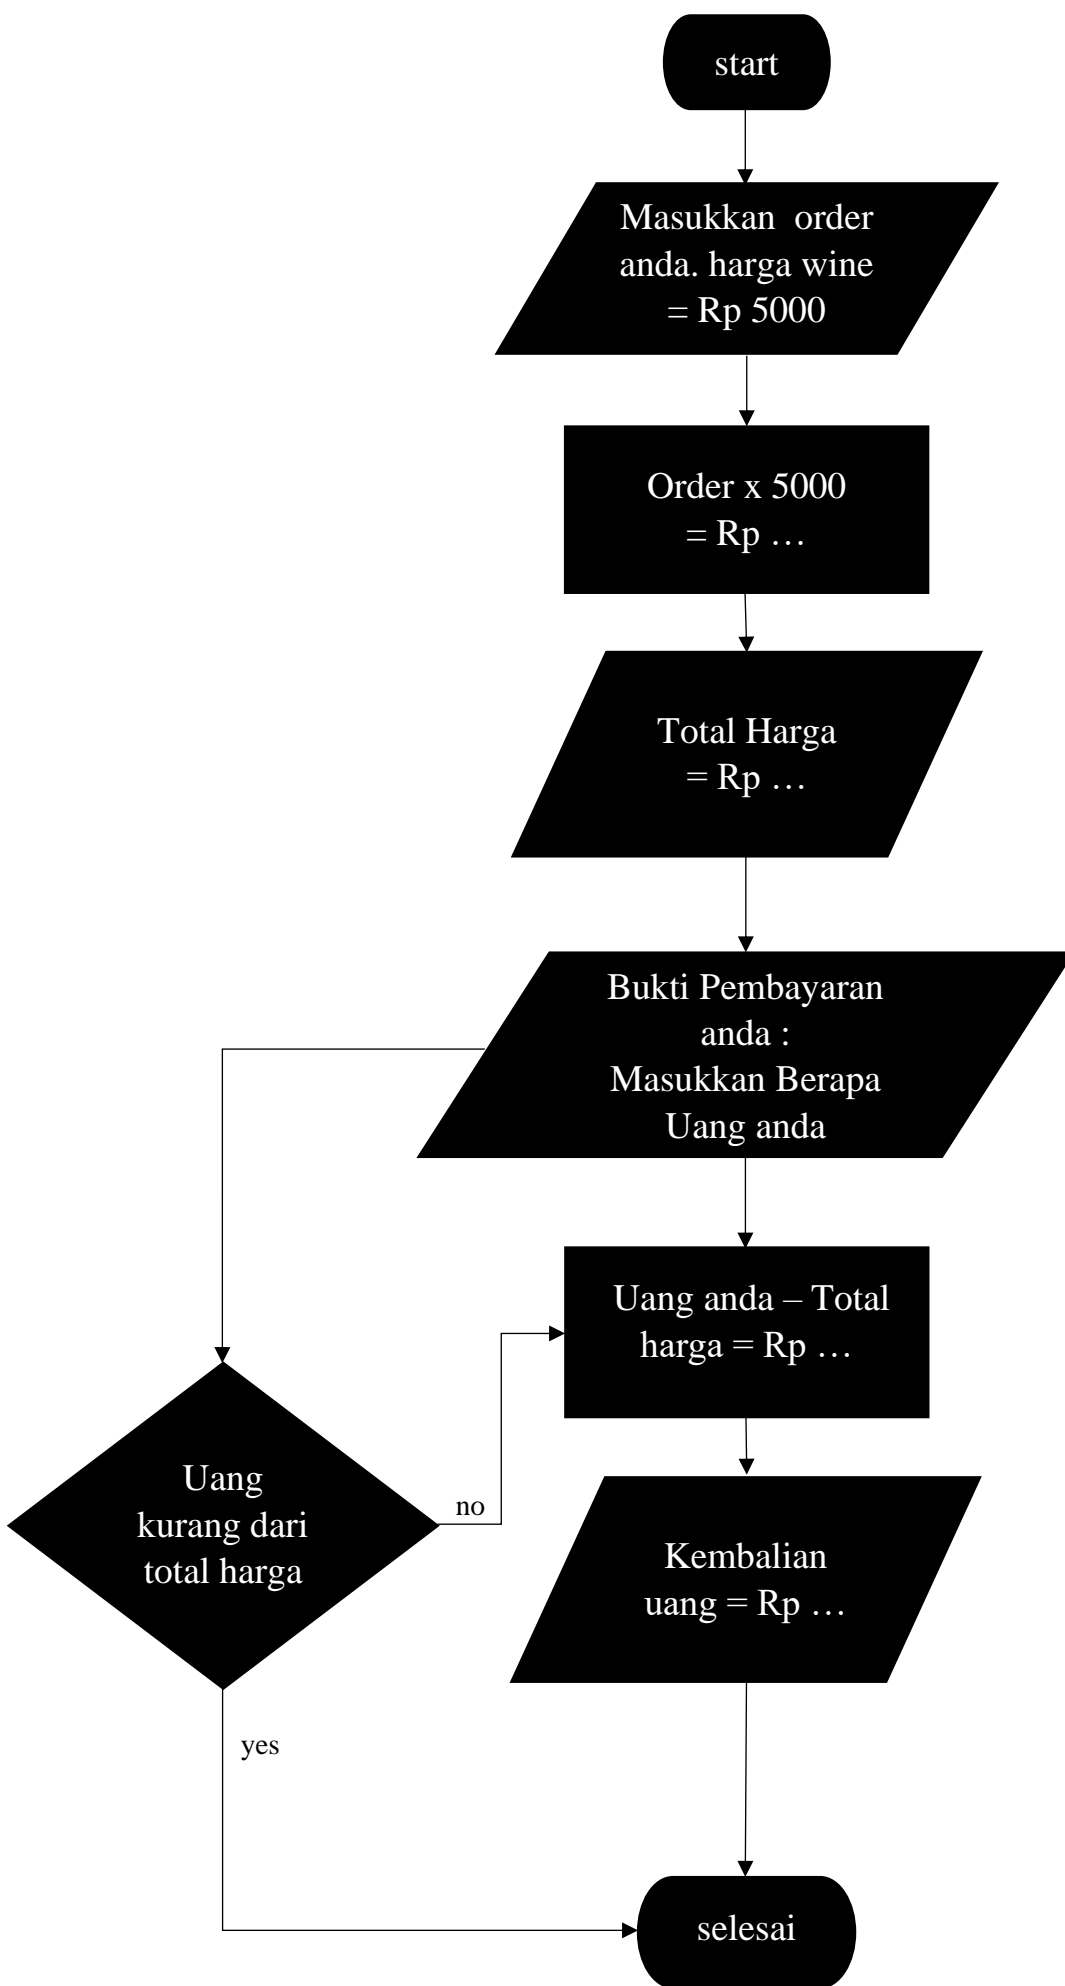 start
Masukkan order
anda. harga wine
= Rp 5000
Order x 5000
= Rp …
Total Harga
= Rp …
Bukti Pembayaran
anda :
Masukkan Berapa
Uang anda
Uang anda – Total
harga = Rp …
Uang
kurang dari
total harga
no
Kembalian
uang = Rp …
yes
selesai